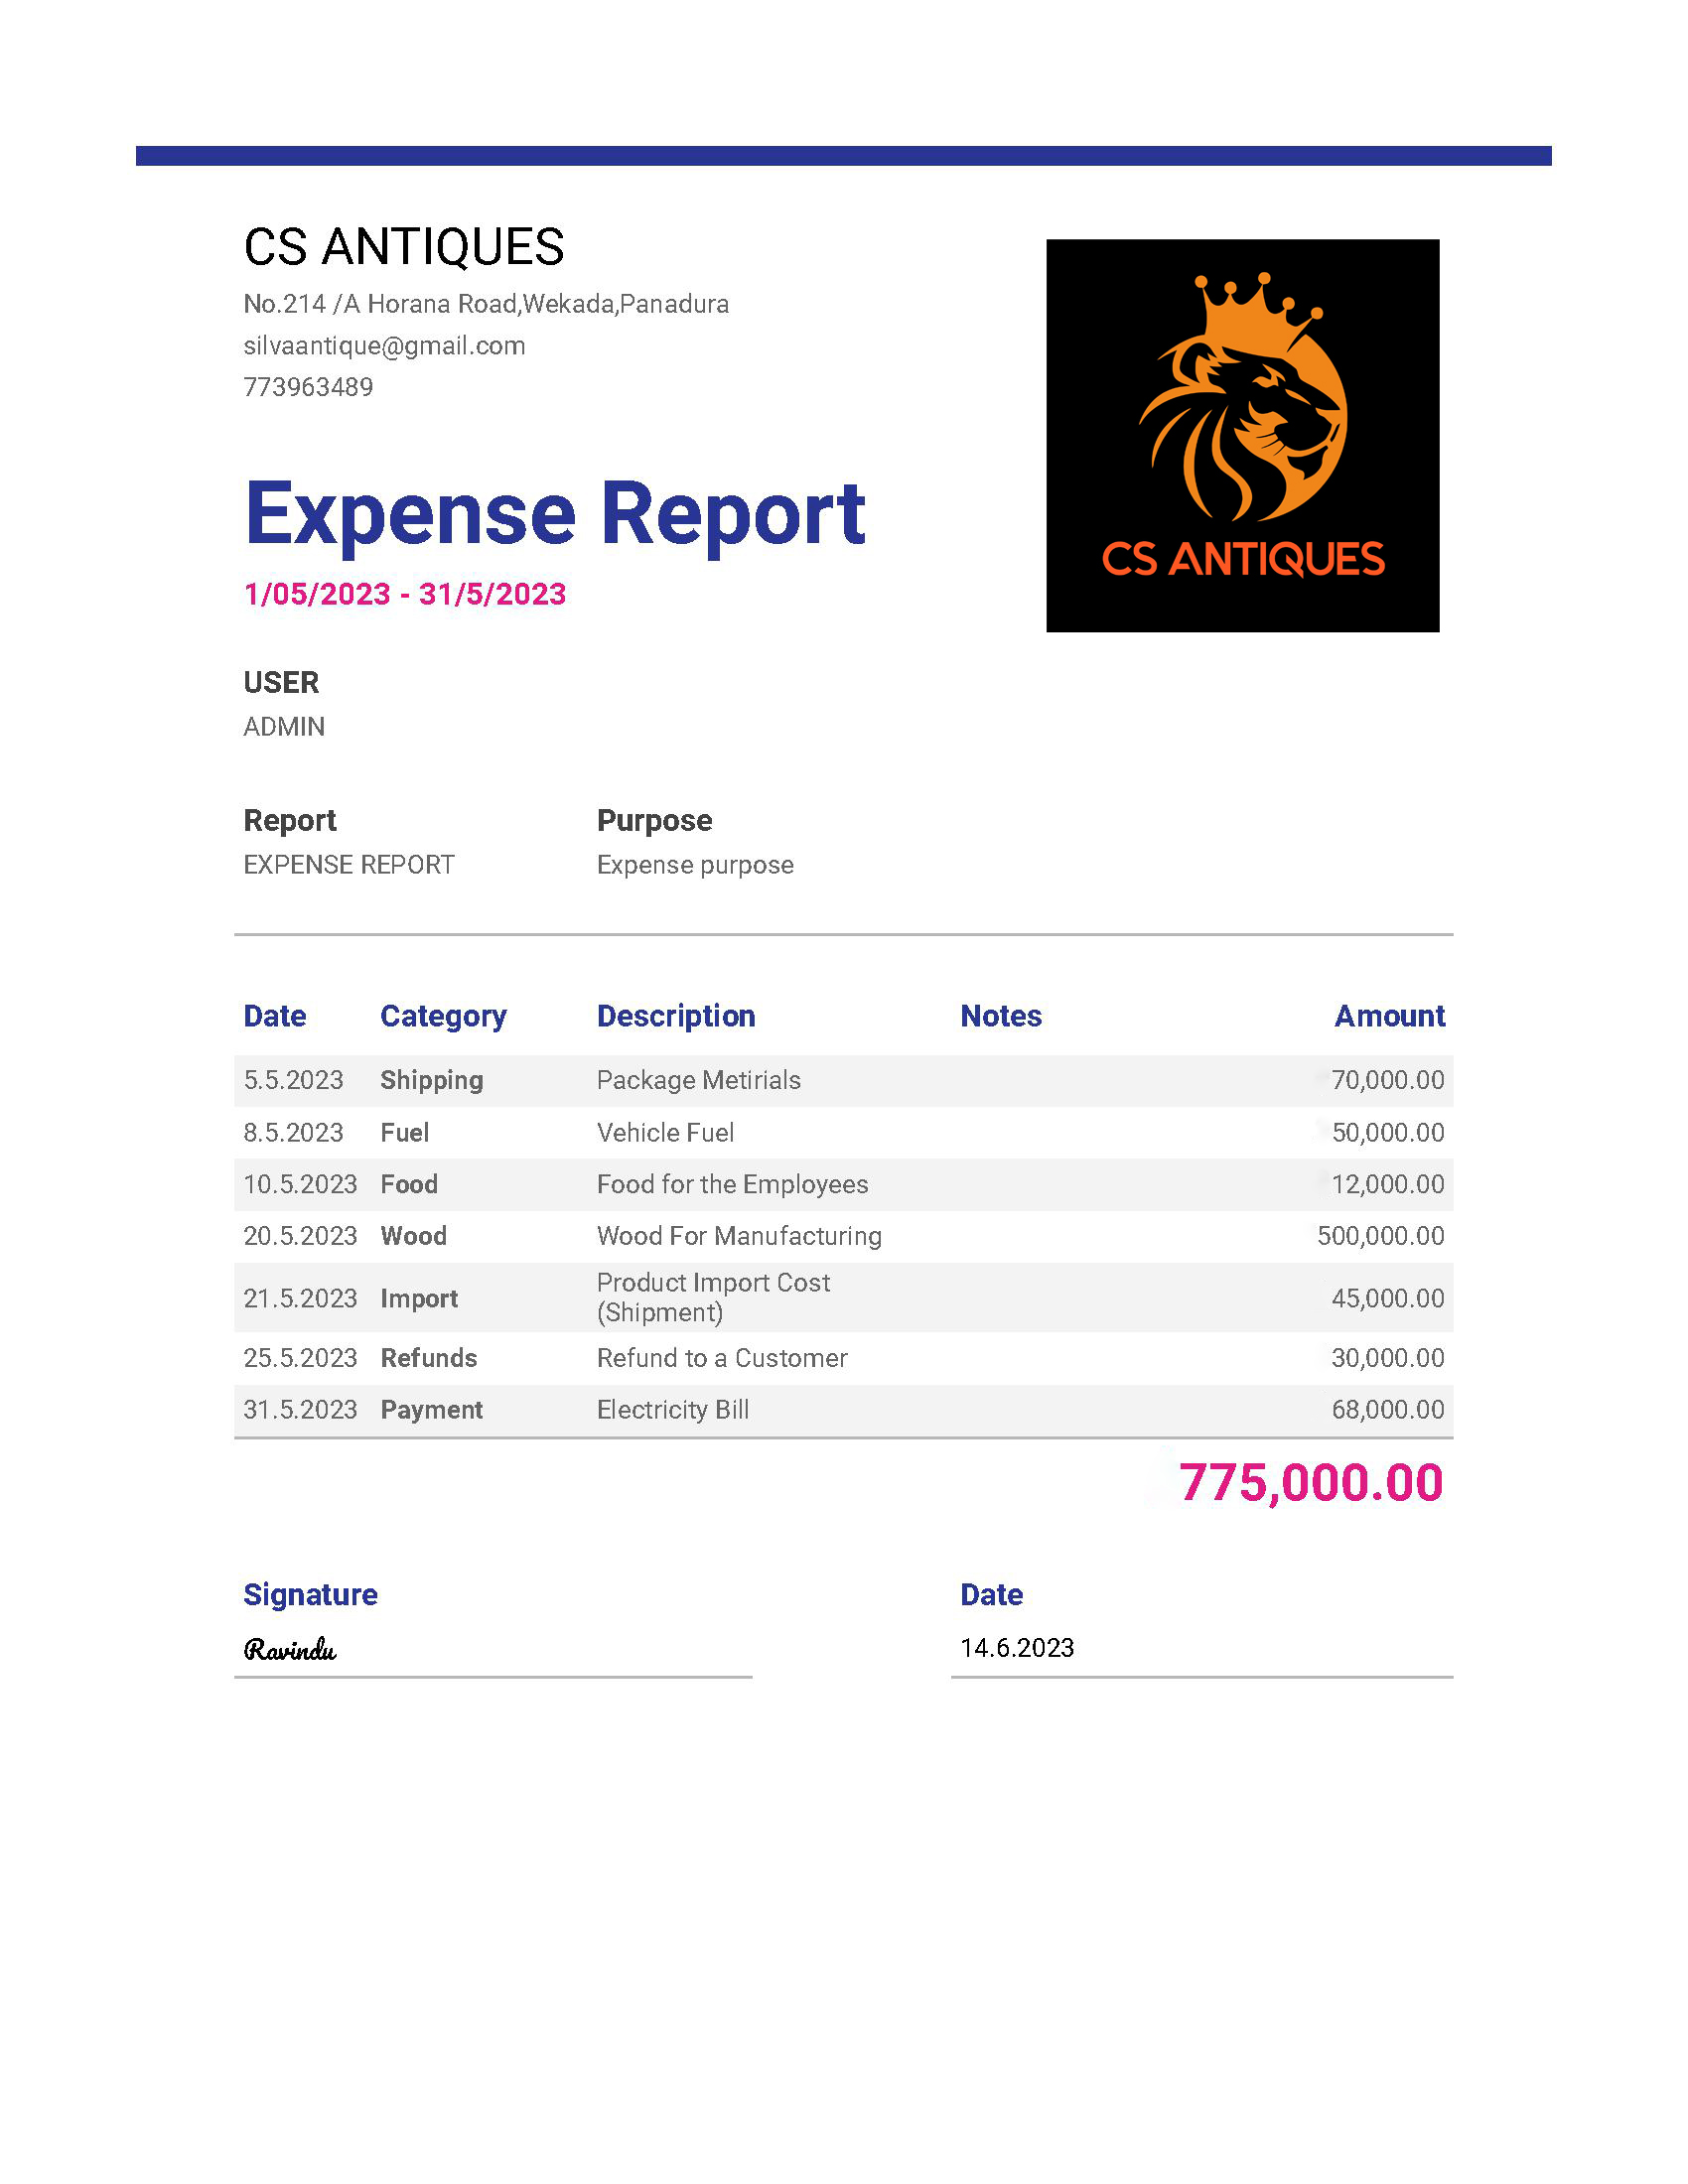 CS ANTIQUES
No.214 /A Horana Road,Wekada,Panadura
silvaantique@gmail.com
773963489
CS ANTIQUES
Expense Report
1/05/2023 - 31/5/2023
USER
ADMIN
Report Purpose
EXPENSE REPORT Expense purpose
Date Category Description Notes Amount
5.5.2023 Shipping Package Metirials 70,000.00
8.5.2023 Fuel Vehicle Fuel 50,000.00
10.5.2023 Food Food for the Employees 12,000.00
20.5.2023 Wood Wood For Manufacturing 500,000.00
21.5.2023 Import Product Import Cost
(Shipment) 45,000.00
25.5.2023 Refunds Refund to a Customer 30,000.00
31.5.2023 Payment Electricity Bill 68,000.00
775,000.00
Signature Date
Ravindu 14.6.2023